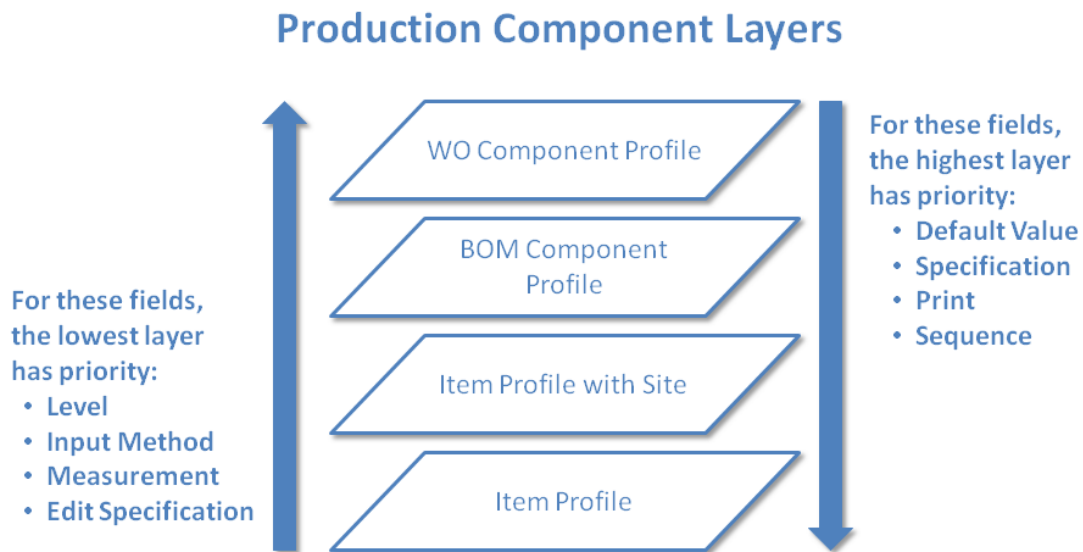 Production Component Layers
For these fields,
the lowest layer
has priority:
• Level
• Input Method
• Measurement
• Edit Specification
WO Component Profile
BOM Component
Profile
Item Profile with Site
Item Profile
For these fields,
the highest layer
has priority:
• Default Value
• Specification
• Print
• Sequence